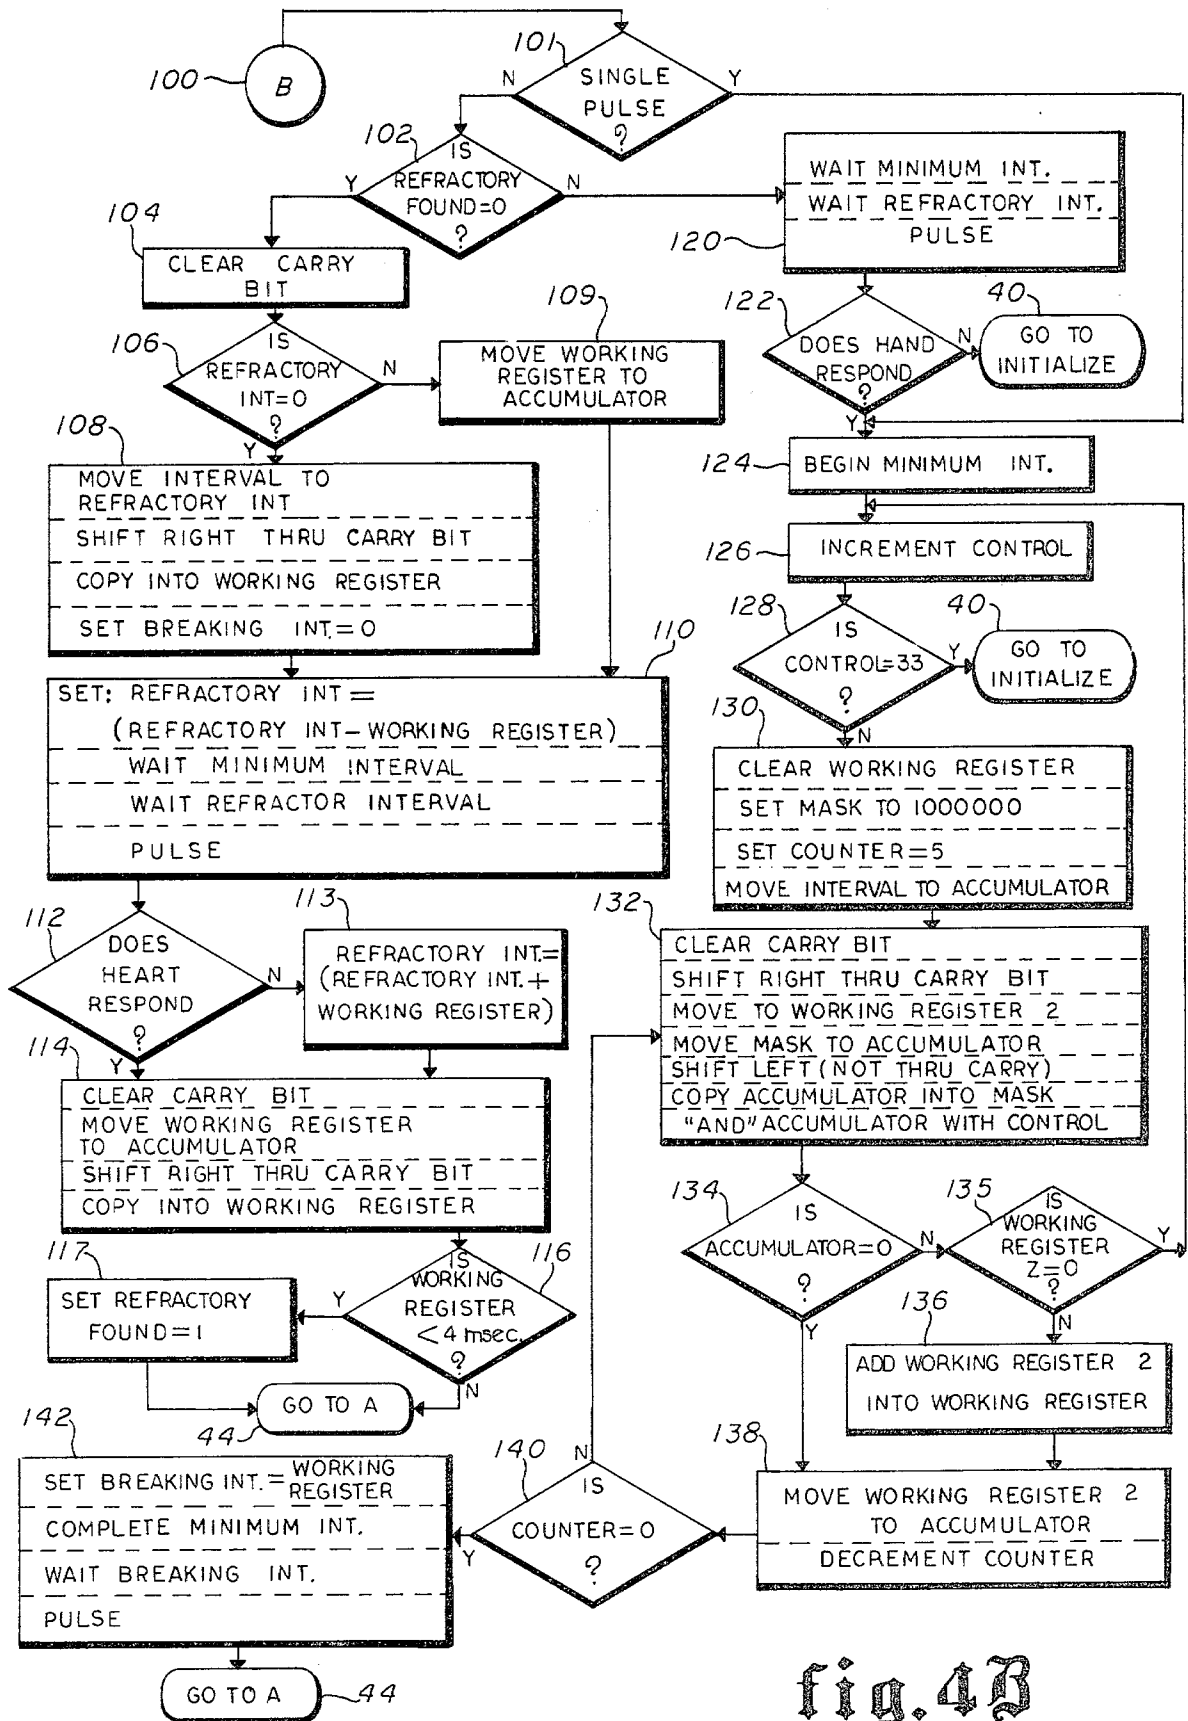 100
B
101
N
SINGLE
PULSE
?
Y
102
IS
REFRACTORY
FOUND=0
?
Y
N
104
CLEAR CARRY
BIT
WAIT MINIMUM INT.
WAIT REFRACTORY INT.
PULSE
120
106
IS
REFRACTORY
INT=0
?
N
Y
109
MOVE WORKING
REGISTER TO
ACCUMULATOR
122
DOES HAND
RESPOND
?
N
Y
40
GO TO
INITIALIZE
108
MOVE INTERVAL TO
REFRACTORY INT
SHIFT RIGHT THRU CARRY BIT
COPY INTO WORKING REGISTER
SET BREAKING INT.=0
124
BEGIN MINIMUM INT.
126
INCREMENT CONTROL
128
IS
CONTROL=33
?
Y
N
40
GO TO
INITIALIZE
110
SET: REFRACTORY INT=
(REFRACTORY INT-WORKING REGISTER)
WAIT MINIMUM INTERVAL
WAIT REFRACTOR INTERVAL
PULSE
130
CLEAR WORKING REGISTER
SET MASK TO 1000000
SET COUNTER=5
MOVE INTERVAL TO ACCUMULATOR
112
DOES
HEART
RESPOND
?
N
Y
113
REFRACTORY INT.=
(REFRACTORY INT.+
WORKING REGISTER)
132
CLEAR CARRY BIT
SHIFT RIGHT THRU CARRY BIT
MOVE TO WORKING REGISTER 2
MOVE MASK TO ACCUMULATOR
SHIFT LEFT (NOT THRU CARRY)
COPY ACCUMULATOR INTO MASK
"AND" ACCUMULATOR WITH CONTROL
114
CLEAR CARRY BIT
MOVE WORKING REGISTER
TO ACCUMULATOR
SHIFT RIGHT THRU CARRY BIT
COPY INTO WORKING REGISTER
134
IS
ACCUMULATOR=0
?
N
Y
135
IS
WORKING
REGISTER
Z=0
?
Y
N
117
SET REFRACTORY
FOUND=1
116
IS
WORKING
REGISTER
<4 msec.
?
Y
N
136
ADD WORKING REGISTER 2
INTO WORKING REGISTER
GO TO A
44
138
MOVE WORKING REGISTER 2
TO ACCUMULATOR
DECREMENT COUNTER
140
N
IS
COUNTER=0
?
Y
142
SET BREAKING INT.=WORKING
REGISTER
COMPLETE MINIMUM INT.
WAIT BREAKING INT.
PULSE
GO TO A
44
fig.4B